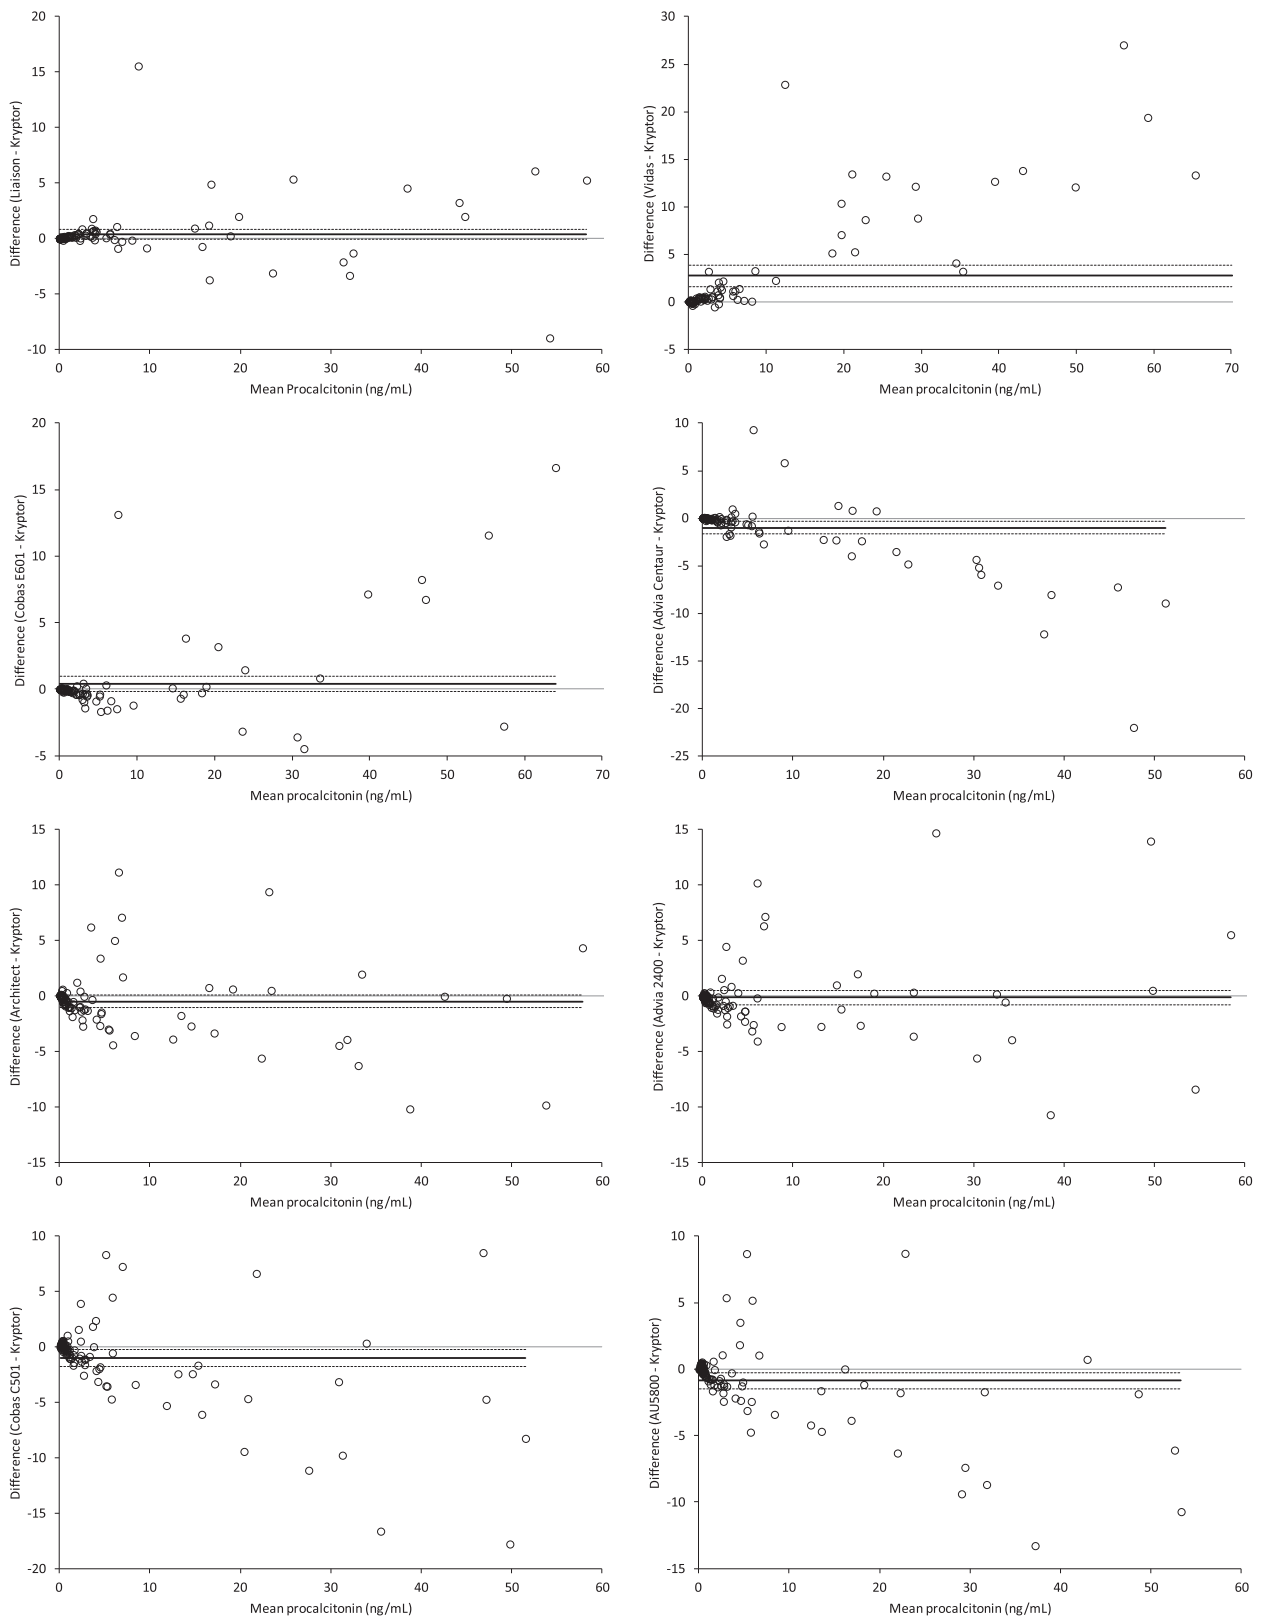 20
15
10
5
0
-5
-10
Difference (Liaison - Kryptor)
0 10 20 30 40 50 60
Mean Procalcitonin (ng/mL)
30
25
20
15
10
5
0
-5
Difference (Vidas - Kryptor)
0 10 20 30 40 50 60 70
Mean procalcitonin (ng/mL)
20
15
10
5
0
-5
Difference (Cobas E601 - Kryptor)
0 10 20 30 40 50 60 70
Mean procalcitonin (ng/mL)
10
5
0
-5
-10
-15
-20
-25
Difference (Advia Centaur - Kryptor)
0 10 20 30 40 50 60
Mean procalcitonin (ng/mL)
15
10
5
0
-5
-10
-15
Difference (Architect - Kryptor)
0 10 20 30 40 50 60
Mean procalcitonin (ng/mL)
15
10
5
0
-5
-10
-15
Difference (Advia 2400 - Kryptor)
0 10 20 30 40 50 60
Mean procalcitonin (ng/mL)
10
5
0
-5
-10
-15
-20
Difference (Cobas C501 - Kryptor)
0 10 20 30 40 50 60
Mean procalcitonin (ng/mL)
10
5
0
-5
-10
-15
Difference (AU5800 - Kryptor)
0 10 20 30 40 50 60
Mean procalcitonin (ng/mL)